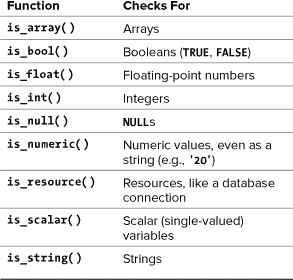 Function Checks For
is_array() Arrays
is_bool() Booleans (TRUE, FALSE)
is_float() Floating-point numbers
is_int() Integers
is_null() NULLs
is_numeric() Numeric values, even as a
string (e.g., '20')
is_resource() Resources, like a database
connection
is_scalar() Scalar (single-valued)
variables
is_string() Strings